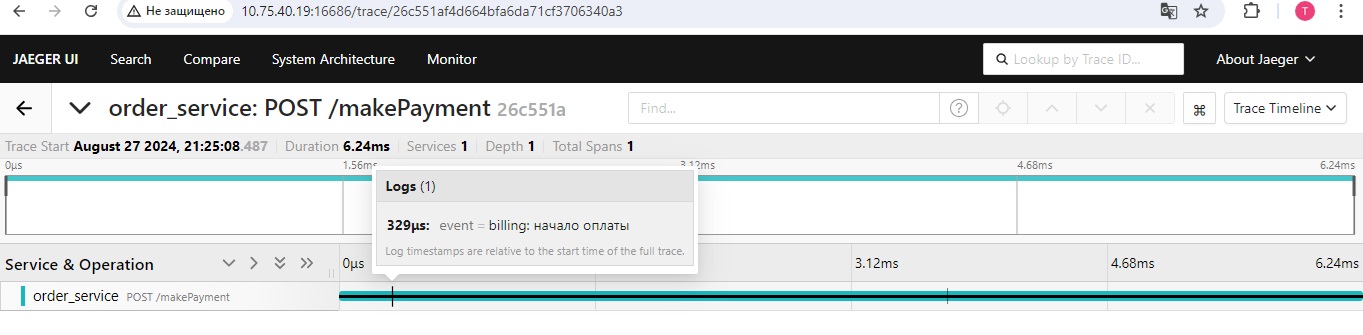 Не защищено 10.75.40.19:16686/trace/26c551af4d664bfa6da71cf3706340a3 T
JAEGER UI Search Compare System Architecture Monitor Lookup by Trace ID... About Jaeger
order_service: POST /makePayment 26c551a Find... ? ⌘ Trace Timeline
Trace Start August 27 2024, 21:25:08.487 Duration 6.24ms Services 1 Depth 1 Total Spans 1
0μs 1.56ms 3.12ms 4.68ms 6.24ms
Logs (1)
329μs: event = billing: начало оплаты
Log timestamps are relative to the start time of the full trace.
Service & Operation 0μs 3.12ms 4.68ms 6.24ms
order_service POST /makePayment